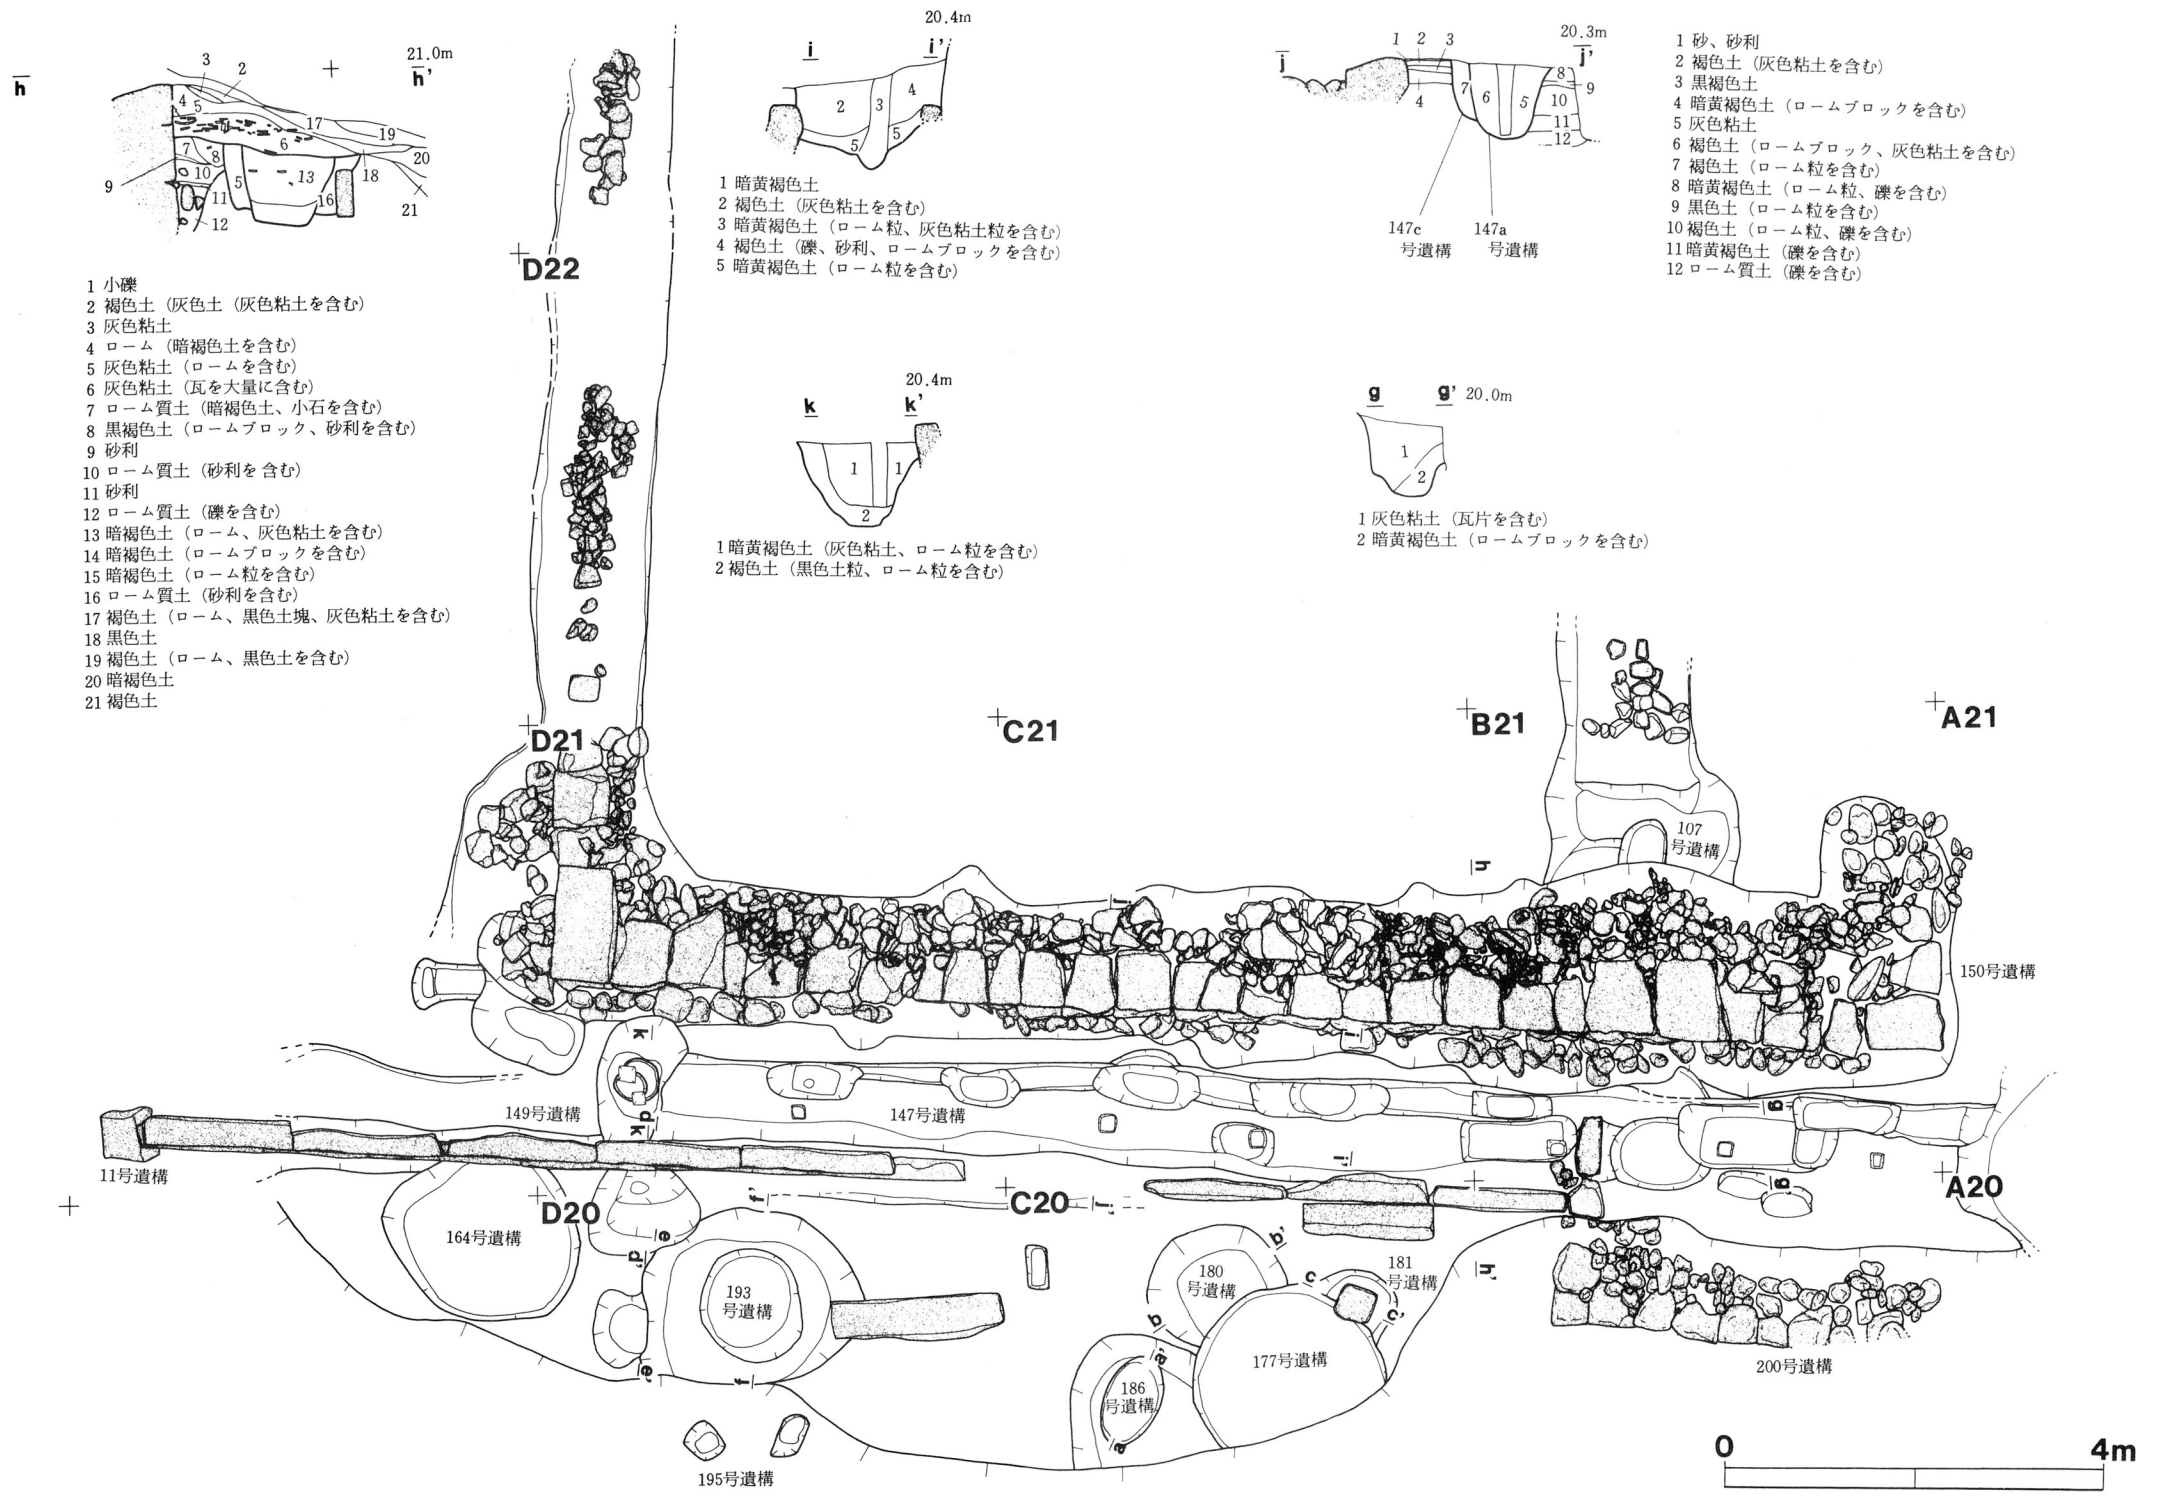 h
21.0m
h'
3
2
4
5
17
19
6
7
8
20
10
13
18
9
5
11
16
21
12
1 小礫
2 褐色土（灰色土（灰色粘土を含む）
3 灰色粘土
4 ローム（暗褐色土を含む）
5 灰色粘土（ロームを含む）
6 灰色粘土（瓦を大量に含む）
7 ローム質土（暗褐色土、小石を含む）
8 黒褐色土（ロームブロック、砂利を含む）
9 砂利
10 ローム質土（砂利を含む）
11 砂利
12 ローム質土（礫を含む）
13 暗褐色土（ローム、灰色粘土を含む）
14 暗褐色土（ロームブロックを含む）
15 暗褐色土（ローム粒を含む）
16 ローム質土（砂利を含む）
17 褐色土（ローム、黒色土塊、灰色粘土を含む）
18 黒色土
19 褐色土（ローム、黒色土を含む）
20 暗褐色土
21 褐色土
20.4m
i
i'
2
3
4
5
5
1 暗黄褐色土
2 褐色土（灰色粘土を含む）
3 暗黄褐色土（ローム粒、灰色粘土粒を含む）
4 褐色土（礫、砂利、ロームブロックを含む）
5 暗黄褐色土（ローム粒を含む）
20.3m
j
j'
1 2 3
4
7
6
5
8
9
10
11
12
147c
号遺構
147a
号遺構
1 砂、砂利
2 褐色土（灰色粘土を含む）
3 黒褐色土
4 暗黄褐色土（ロームブロックを含む）
5 灰色粘土
6 褐色土（ロームブロック、灰色粘土を含む）
7 褐色土（ローム粒を含む）
8 暗黄褐色土（ローム粒、礫を含む）
9 黒色土（ローム粒を含む）
10 褐色土（ローム粒、礫を含む）
11 暗黄褐色土（礫を含む）
12 ローム質土（礫を含む）
20.4m
k
k'
1
1
2
1 暗黄褐色土（灰色粘土、ローム粒を含む）
2 褐色土（黒色土粒、ローム粒を含む）
g
g' 20.0m
1
2
1 灰色粘土（瓦片を含む）
2 暗黄褐色土（ロームブロックを含む）
D22
D21
C21
B21
A21
107
号遺構
h
j
150号遺構
i
k
149号遺構
d
k'
147号遺構
g
i'
g'
11号遺構
D20
C20
A20
f'
j'
164号遺構
e
d'
193
号遺構
e'
f
b'
180
号遺構
c
181
号遺構
c'
h'
b
a'
186
号遺構
a
177号遺構
200号遺構
195号遺構
0
4m